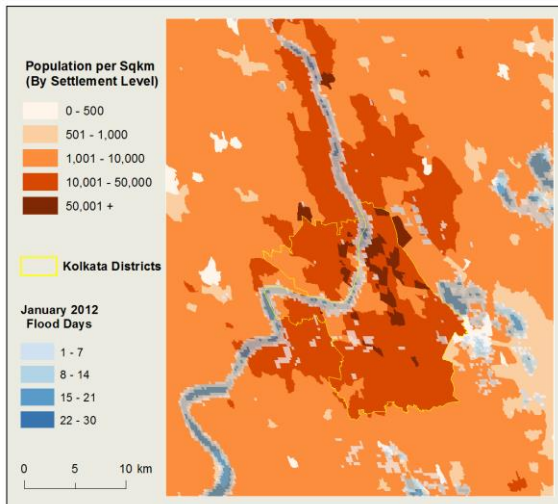 Population per Sqkm
(By Settlement Level)
0 - 500
501 - 1,000
1,001 - 10,000
10,001 - 50,000
50,001 +
Kolkata Districts
January 2012
Flood Days
1 - 7
8 - 14
15 - 21
22 - 30
0 5 10 km